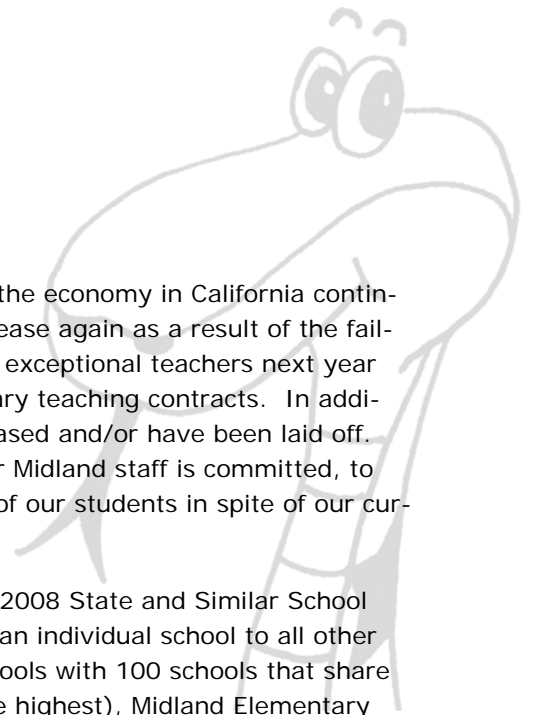 the economy in California contin-
ease again as a result of the fail-
exceptional teachers next year
ary teaching contracts.  In addi-
ased and/or have been laid off.
r Midland staff is committed, to
of our students in spite of our cur-
2008 State and Similar School
an individual school to all other
ools with 100 schools that share
e highest), Midland Elementary